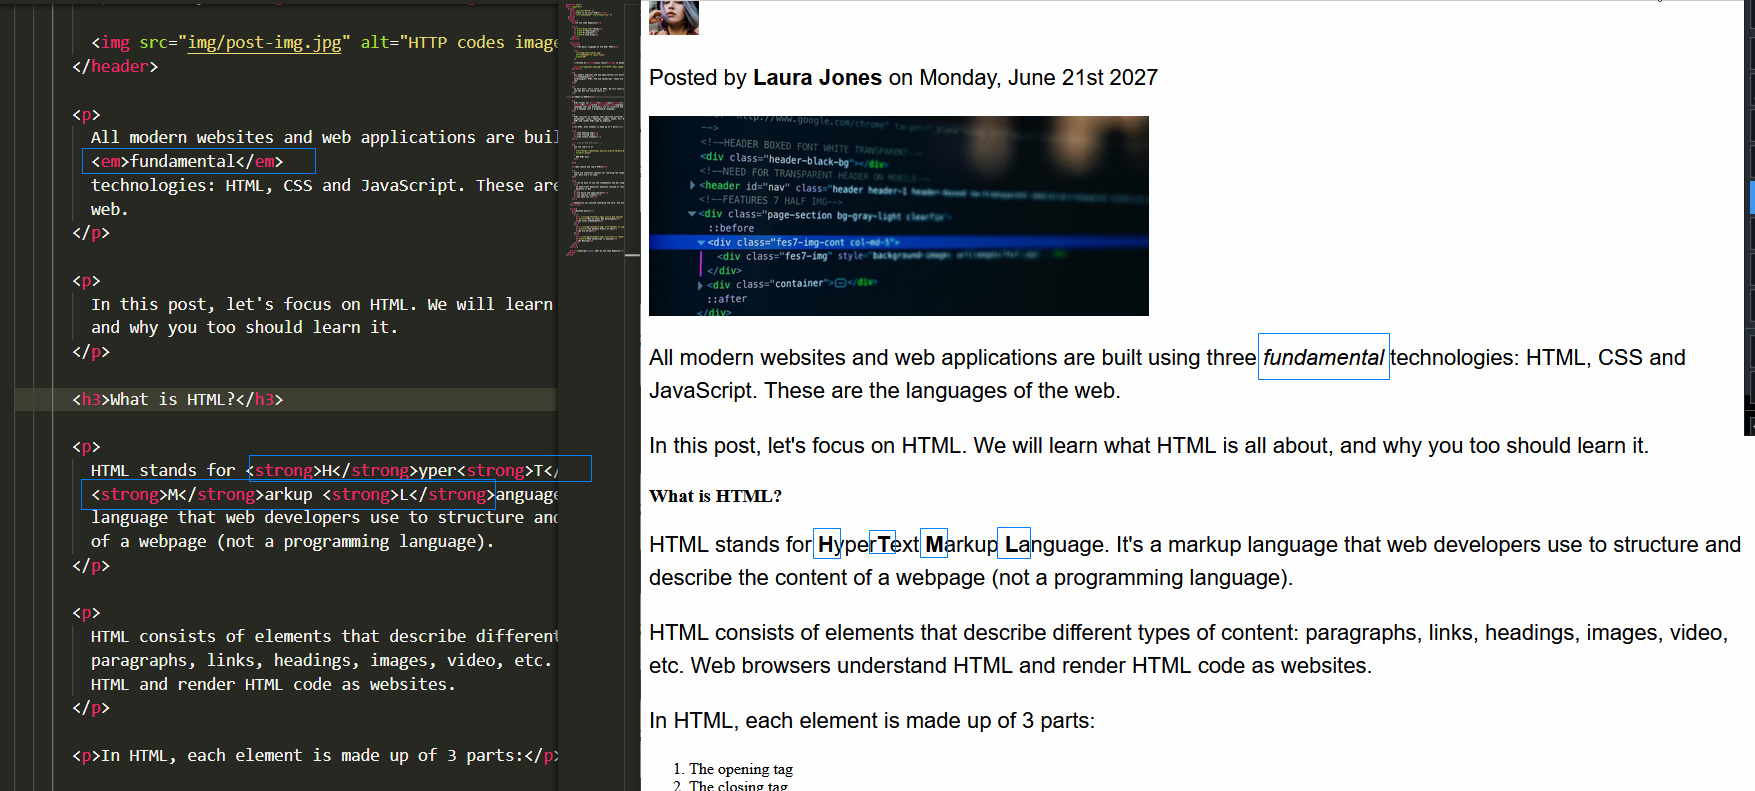 <img src="img/post-img.jpg" alt="HTTP codes image
</header>
<p>
All modern websites and web applications are buil
<em>fundamental</em>
technologies: HTML, CSS and JavaScript. These are
web.
</p>
<p>
In this post, let's focus on HTML. We will learn
and why you too should learn it.
</p>
<h3>What is HTML?</h3>
<p>
HTML stands for <strong>H</strong>yper<strong>T</
<strong>M</strong>arkup <strong>L</strong>anguage
language that web developers use to structure and
of a webpage (not a programming language).
</p>
<p>
HTML consists of elements that describe different
paragraphs, links, headings, images, video, etc.
HTML and render HTML code as websites.
</p>
<p>In HTML, each element is made up of 3 parts:</p>
Posted by Laura Jones on Monday, June 21st 2027
http://www.google.com/chrome" target="_blank"
-->
<!--HEADER BOXED FONT WHITE TRANSPARENT-->
<div class="header-black-bg"></div>
<!--NEED FOR TRANSPARENT HEADER ON MOBILE-->
<header id="nav" class="header header-1 header-boxed
<!--FEATURES 7 HALF IMG-->
<div class="page-section bg-gray-light clearfix">
::before
<div class="fes7-img-cont col-md-5">
<div class="fes7-img" style="background-image:
</div>
<div class="container"></div>
::after
</div>
All modern websites and web applications are built using three fundamental technologies: HTML, CSS and
JavaScript. These are the languages of the web.
In this post, let's focus on HTML. We will learn what HTML is all about, and why you too should learn it.
What is HTML?
HTML stands for HyperText Markup Language. It's a markup language that web developers use to structure and
describe the content of a webpage (not a programming language).
HTML consists of elements that describe different types of content: paragraphs, links, headings, images, video,
etc. Web browsers understand HTML and render HTML code as websites.
In HTML, each element is made up of 3 parts:
1. The opening tag
2. The closing tag